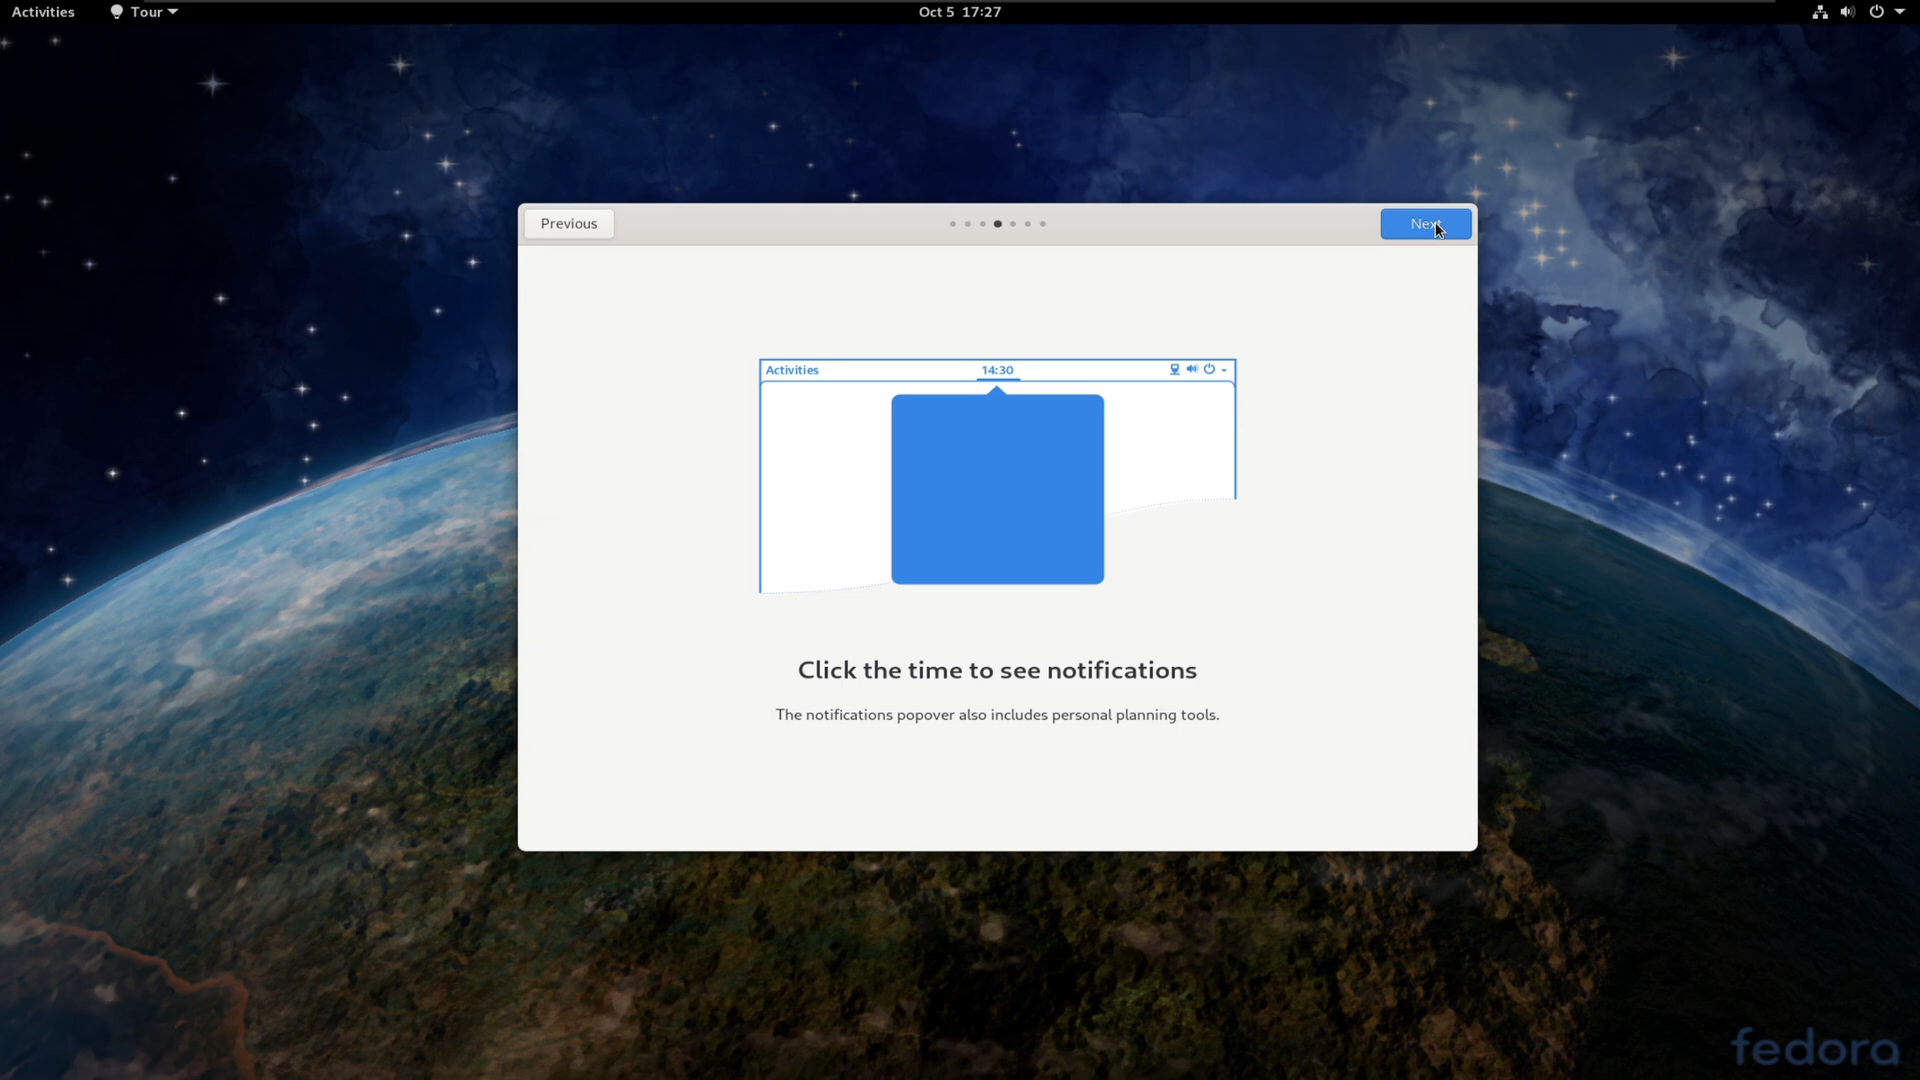 Activities Tour Oct 5 17:27
Previous Next
Activities 14:30
Click the time to see notifications
The notifications popover also includes personal planning tools.
fedora